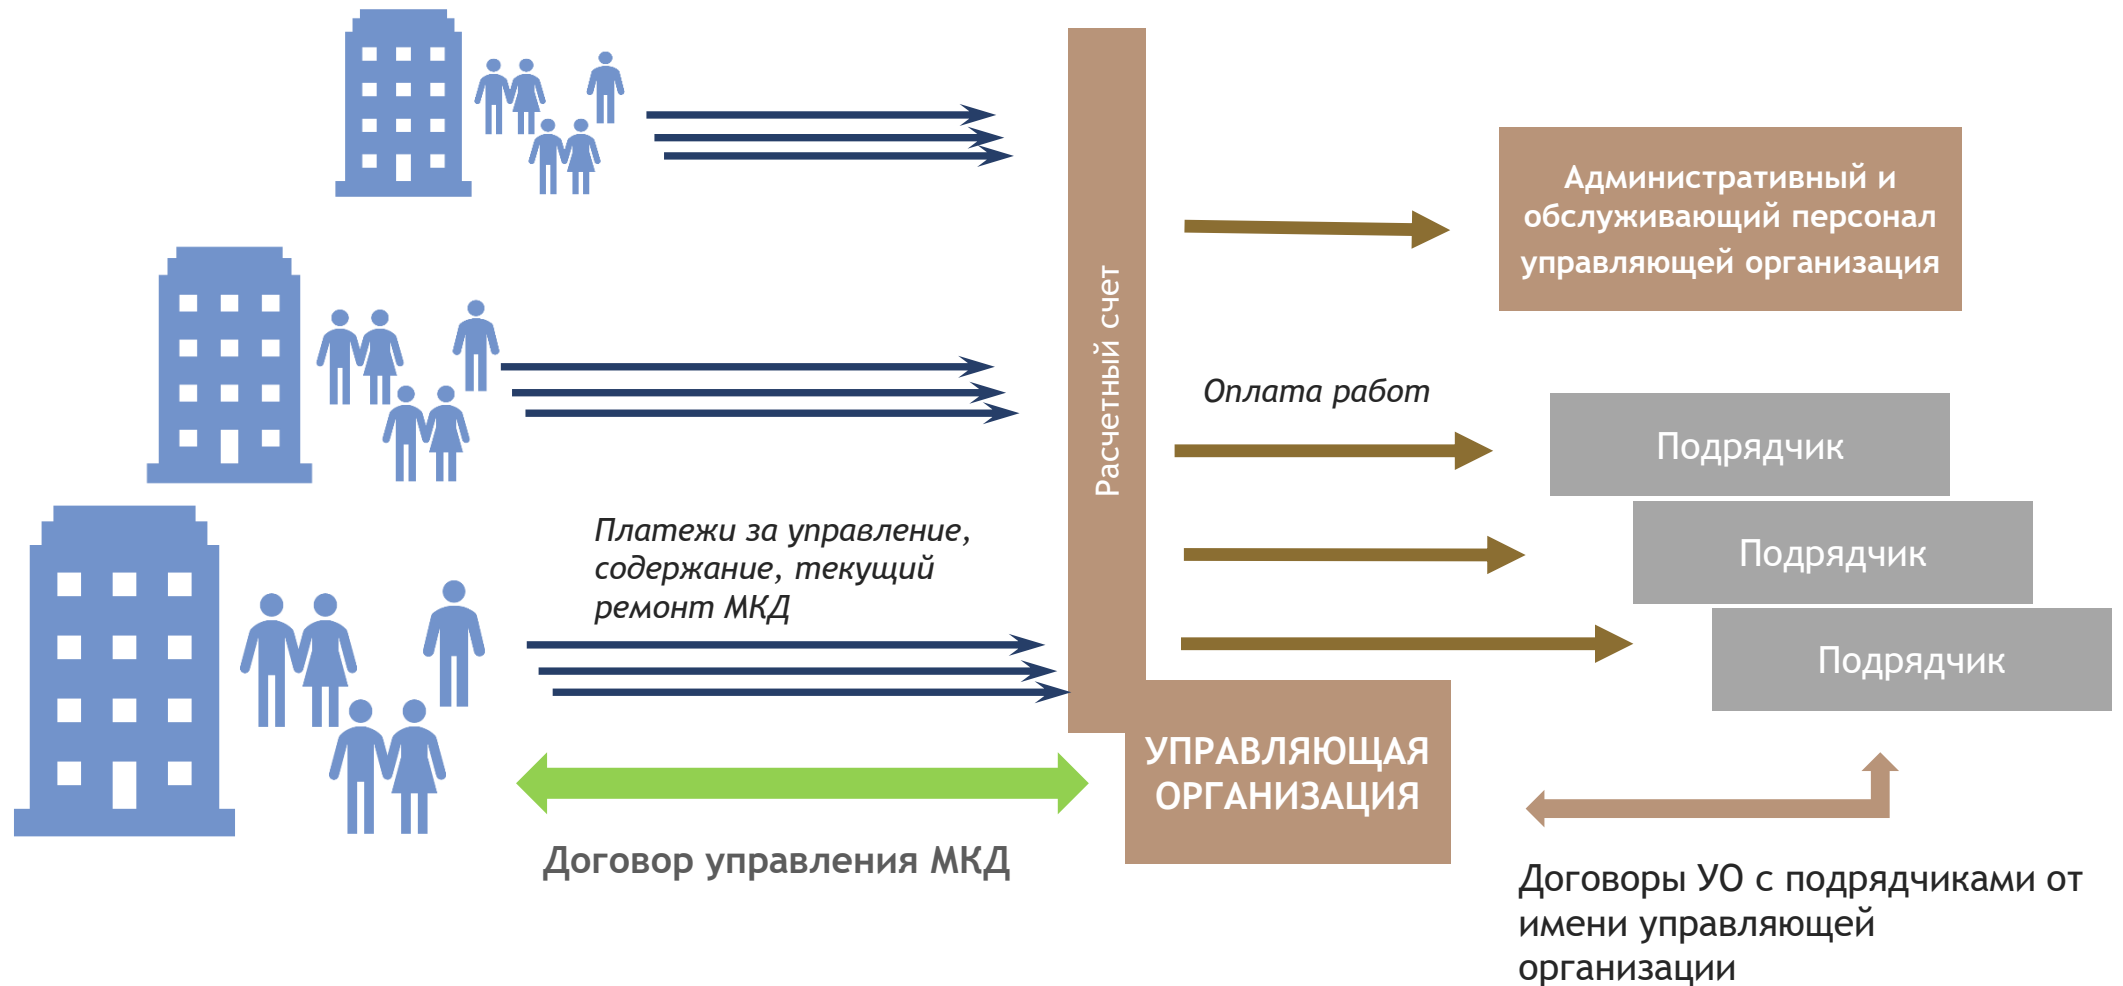 Административный и
обслуживающий персонал
управляющей организация
Расчетный счет
Оплата работ
Подрядчик
Подрядчик
Подрядчик
Платежи за управление,
содержание, текущий
ремонт МКД
УПРАВЛЯЮЩАЯ
ОРГАНИЗАЦИЯ
Договор управления МКД
Договоры УО с подрядчиками от
имени управляющей
организации